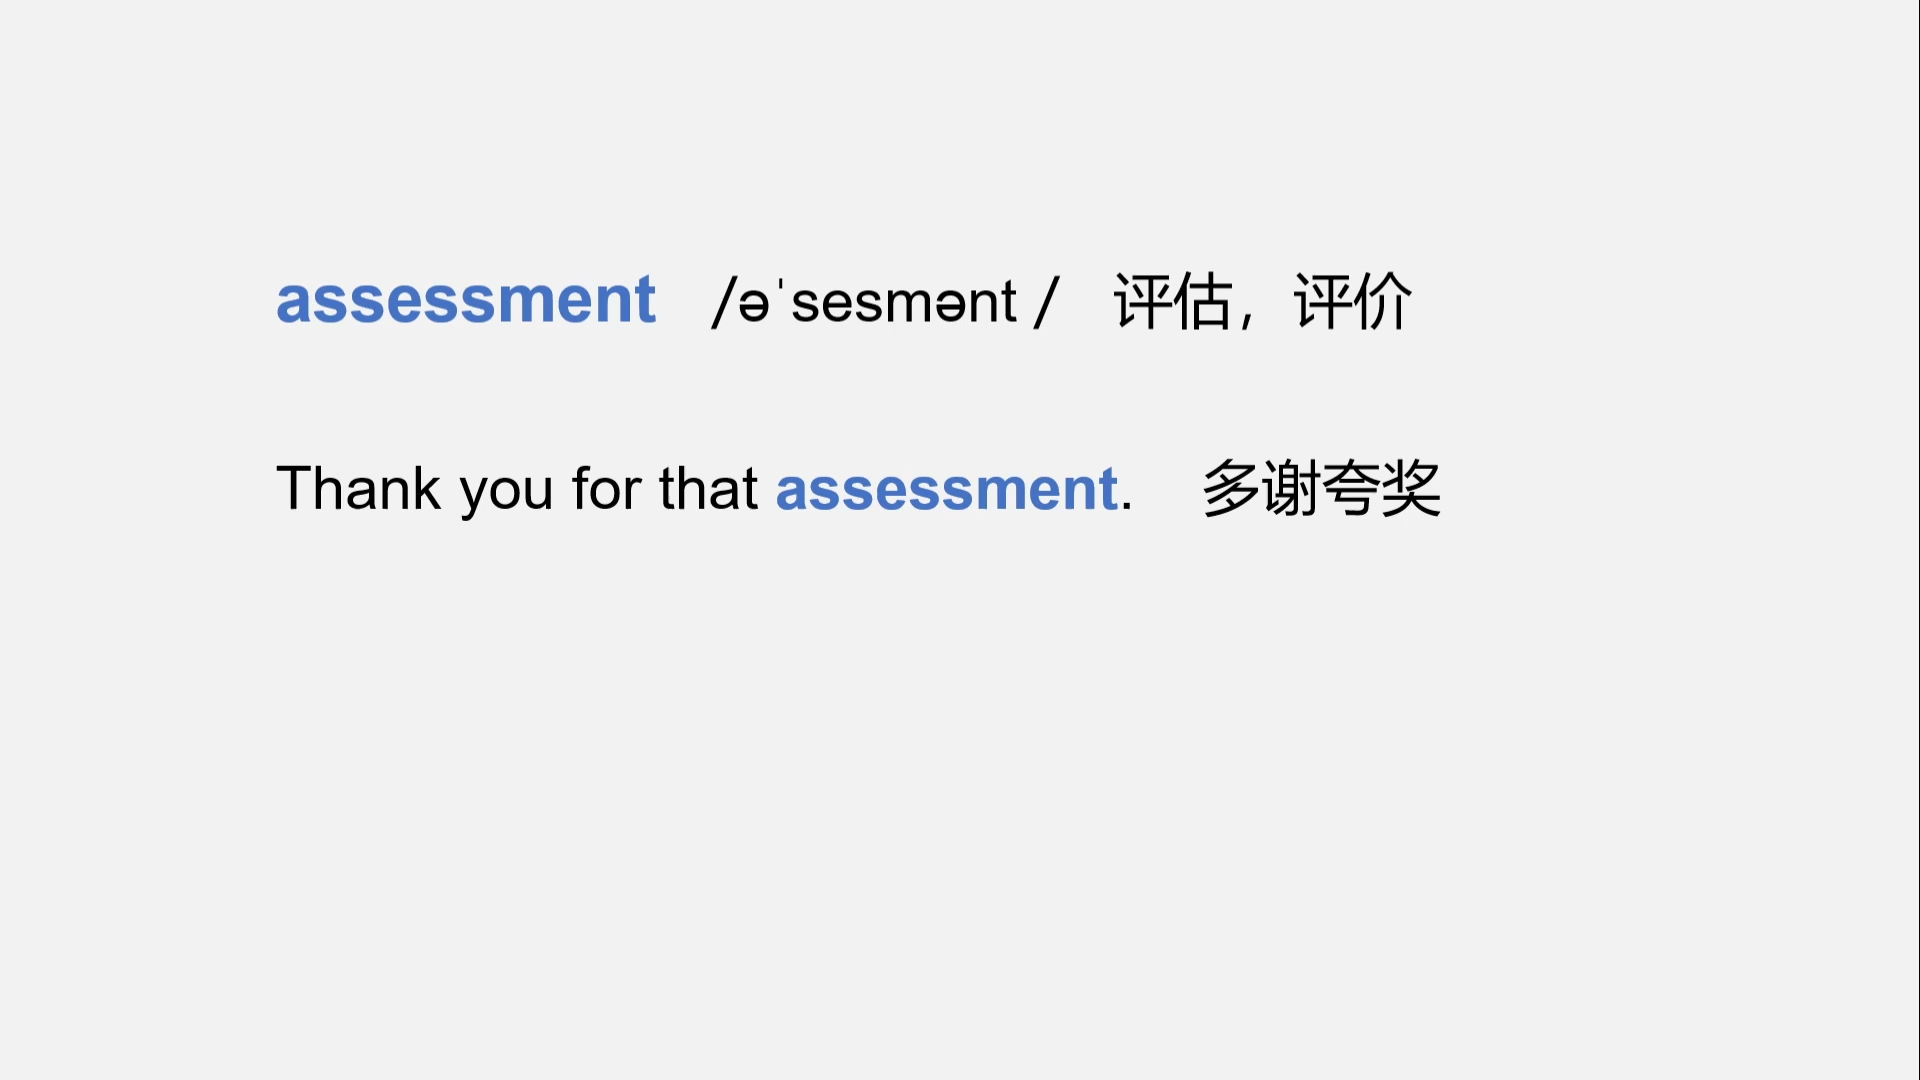 assessment /əˈsesmənt / 评估，评价
Thank you for that assessment. 多谢夸奖